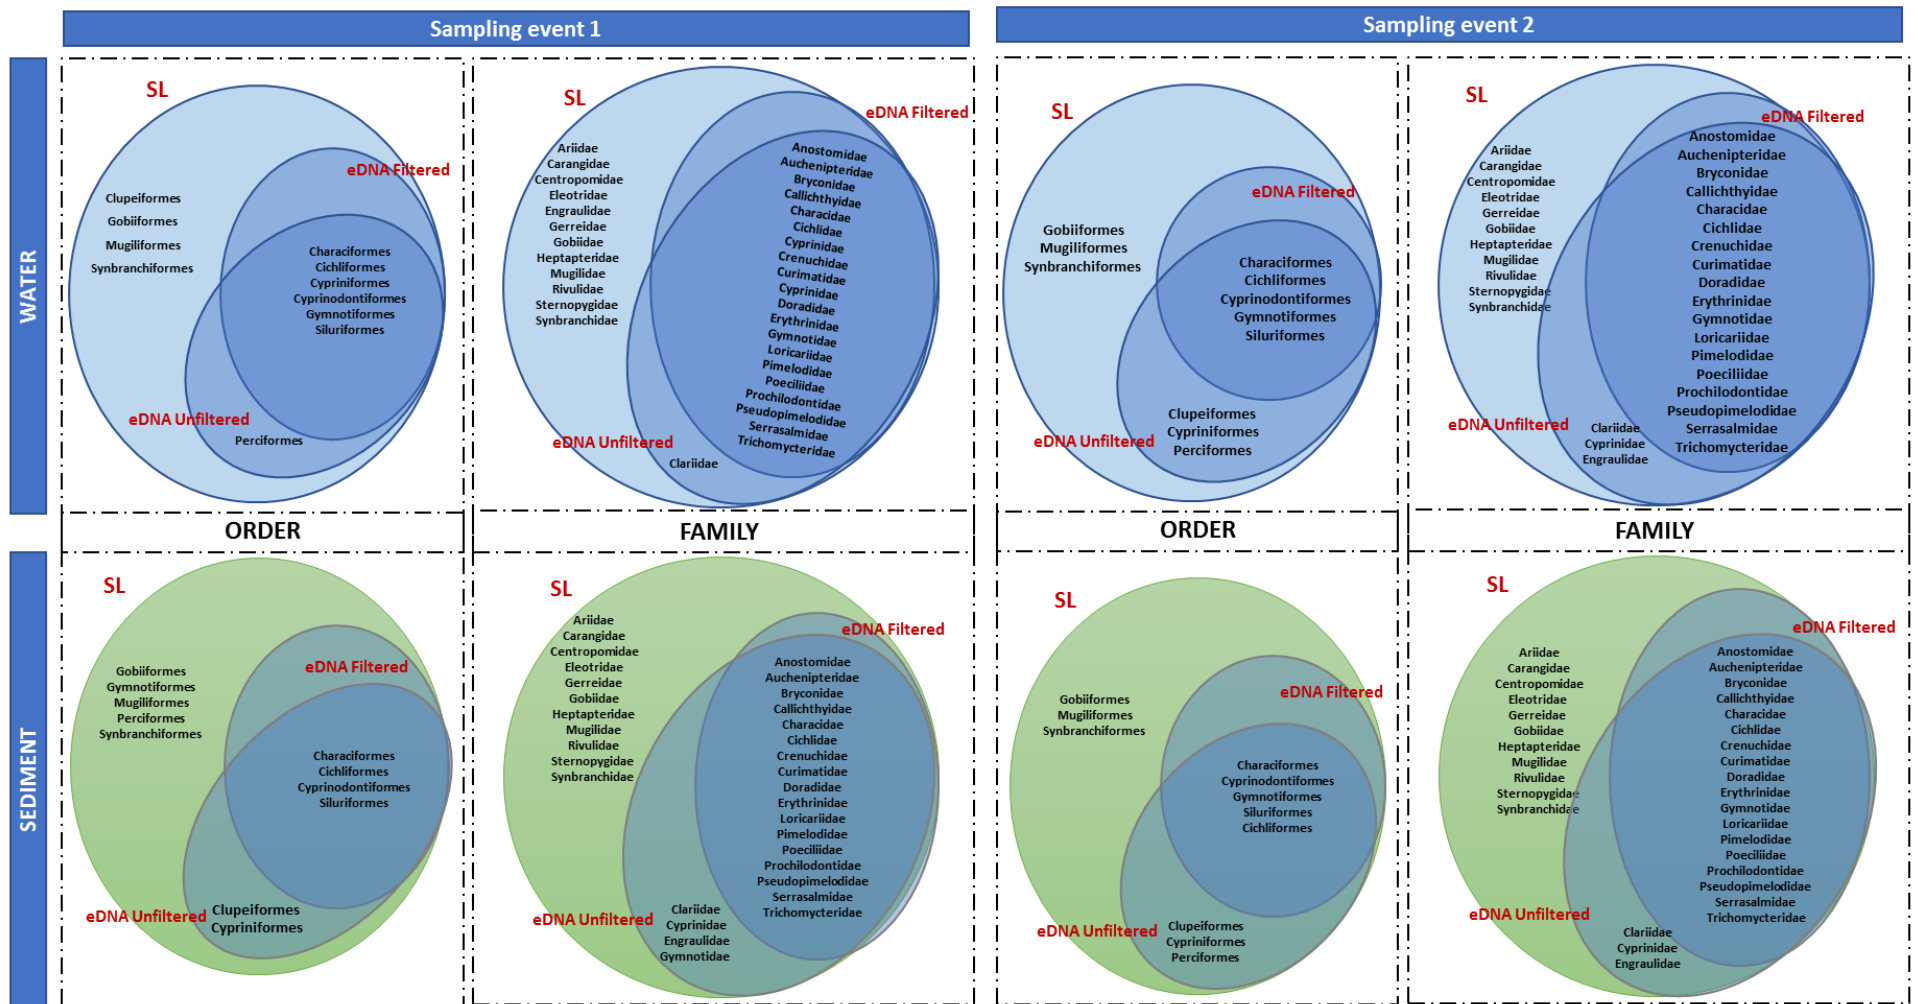 Sampling event 1
Sampling event 2
WATER
SL
eDNA Filtered
Clupeiformes
Gobiiformes
Mugiliformes
Synbranchiformes
Characiformes
Cichliformes
Cypriniformes
Cyprinodontiformes
Gymnotiformes
Siluriformes
eDNA Unfiltered
Perciformes
SL
eDNA Filtered
Ariidae
Carangidae
Centropomidae
Eleotridae
Engraulidae
Gerreidae
Gobiidae
Heptapteridae
Mugilidae
Rivulidae
Sternopygidae
Synbranchidae
Anostomidae
Auchenipteridae
Bryconidae
Callichthyidae
Characidae
Cichlidae
Cyprinidae
Crenuchidae
Curimatidae
Cyprinidae
Doradidae
Erythrinidae
Gymnotidae
Loricariidae
Pimelodidae
Poeciliidae
Prochilodontidae
Pseudopimelodidae
Serrasalmidae
Trichomycteridae
eDNA Unfiltered
Clariidae
SL
eDNA Filtered
Gobiiformes
Mugiliformes
Synbranchiformes
Characiformes
Cichliformes
Cyprinodontiformes
Gymnotiformes
Siluriformes
eDNA Unfiltered
Clupeiformes
Cypriniformes
Perciformes
SL
eDNA Filtered
Ariidae
Carangidae
Centropomidae
Eleotridae
Gerreidae
Gobiidae
Heptapteridae
Mugilidae
Rivulidae
Sternopygidae
Synbranchidae
Anostomidae
Auchenipteridae
Bryconidae
Callichthyidae
Characidae
Cichlidae
Crenuchidae
Curimatidae
Doradidae
Erythrinidae
Gymnotidae
Loricariidae
Pimelodidae
Poeciliidae
Prochilodontidae
Pseudopimelodidae
Serrasalmidae
Trichomycteridae
eDNA Unfiltered
Clariidae
Cyprinidae
Engraulidae
ORDER
FAMILY
ORDER
FAMILY
SEDIMENT
SL
eDNA Filtered
Gobiiformes
Gymnotiformes
Mugiliformes
Perciformes
Synbranchiformes
Characiformes
Cichliformes
Cyprinodontiformes
Siluriformes
eDNA Unfiltered
Clupeiformes
Cypriniformes
SL
eDNA Filtered
Ariidae
Carangidae
Centropomidae
Eleotridae
Gerreidae
Gobiidae
Heptapteridae
Mugilidae
Rivulidae
Sternopygidae
Synbranchidae
Anostomidae
Auchenipteridae
Bryconidae
Callichthyidae
Characidae
Cichlidae
Crenuchidae
Curimatidae
Doradidae
Erythrinidae
Loricariidae
Pimelodidae
Poeciliidae
Prochilodontidae
Pseudopimelodidae
Serrasalmidae
Trichomycteridae
eDNA Unfiltered
Clariidae
Cyprinidae
Engraulidae
Gymnotidae
SL
eDNA Filtered
Gobiiformes
Mugiliformes
Synbranchiformes
Characiformes
Cyprinodontiformes
Gymnotiformes
Siluriformes
Cichliformes
eDNA Unfiltered
Clupeiformes
Cypriniformes
Perciformes
SL
eDNA Filtered
Ariidae
Carangidae
Centropomidae
Eleotridae
Gerreidae
Gobiidae
Heptapteridae
Mugilidae
Rivulidae
Sternopygidae
Synbranchidae
Anostomidae
Auchenipteridae
Bryconidae
Callichthyidae
Characidae
Cichlidae
Crenuchidae
Curimatidae
Doradidae
Erythrinidae
Gymnotidae
Loricariidae
Pimelodidae
Poeciliidae
Prochilodontidae
Pseudopimelodidae
Serrasalmidae
Trichomycteridae
eDNA Unfiltered
Clariidae
Cyprinidae
Engraulidae